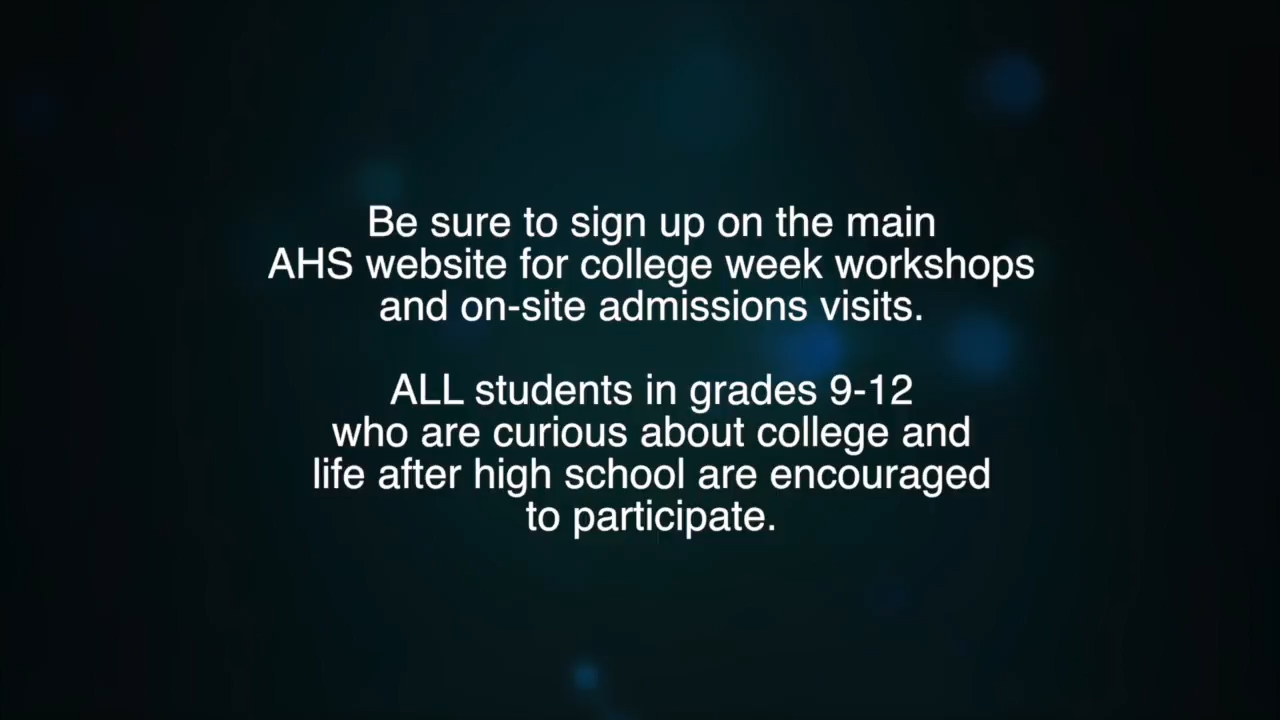 Be sure to sign up on the main
AHS website for college week workshops
and on-site admissions visits.
ALL students in grades 9-12
who are curious about college and
life after high school are encouraged
to participate.